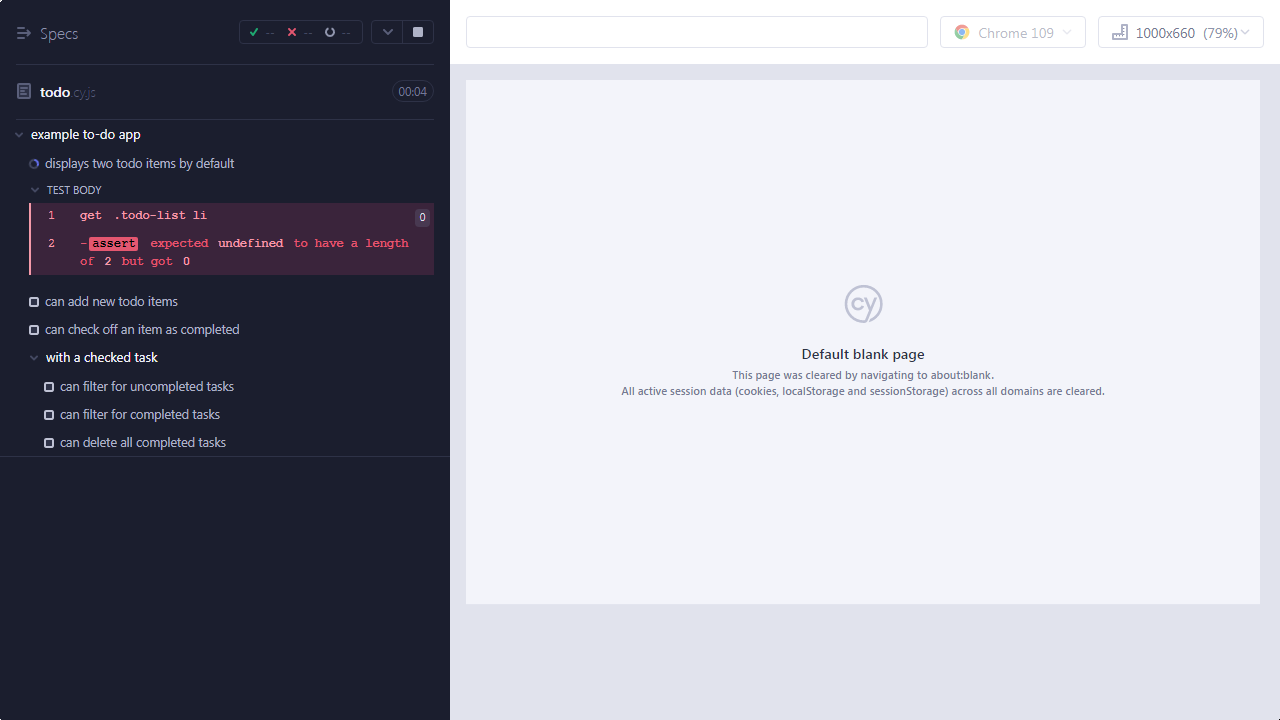 Specs
-- -- --
todo.cy.js
00:04
example to-do app
displays two todo items by default
TEST BODY
1 get .todo-list li 0
2 -assert expected undefined to have a length
of 2 but got 0
can add new todo items
can check off an item as completed
with a checked task
can filter for uncompleted tasks
can filter for completed tasks
can delete all completed tasks
Chrome 109
1000x660 (79%)
cy
Default blank page
This page was cleared by navigating to about:blank.
All active session data (cookies, localStorage and sessionStorage) across all domains are cleared.